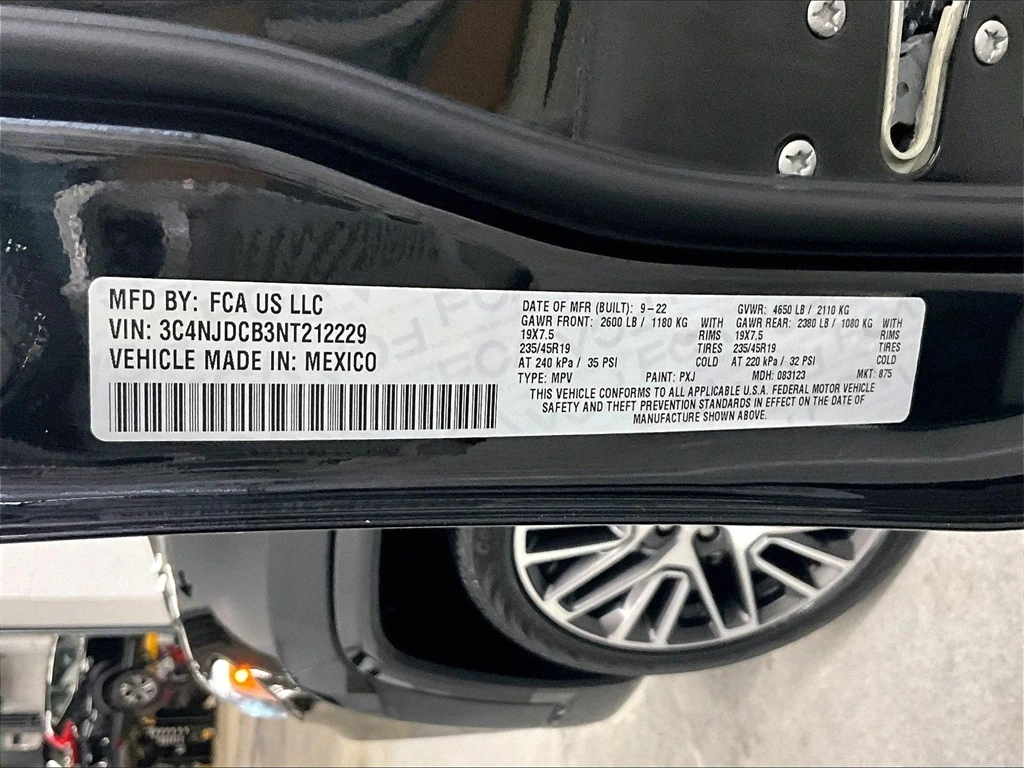 MFD BY: FCA US LLC
VIN: 3C4NJDCB3NT212229
VEHICLE MADE IN: MEXICO
DATE OF MFR (BUILT): 9-22 GVWR: 4650 LB / 2110 KG
GAWR FRONT: 2600 LB / 1180 KG WITH GAWR REAR: 2380 LB / 1080 KG WITH
19X7.5 RIMS 19X7.5 RIMS
235/45R19 TIRES 235/45R19 TIRES
AT 240 kPa / 35 PSI COLD AT 220 kPa / 32 PSI COLD
TYPE: MPV PAINT: PXJ MDH: 083123 MKT: 875
THIS VEHICLE CONFORMS TO ALL APPLICABLE U.S.A. FEDERAL MOTOR VEHICLE
SAFETY AND THEFT PREVENTION STANDARDS IN EFFECT ON THE DATE OF
MANUFACTURE SHOWN ABOVE.